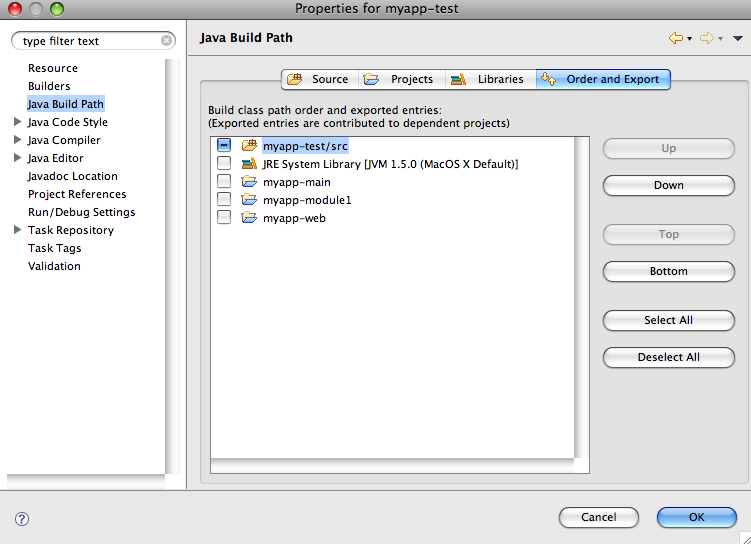 Properties for myapp-test
type filter text
Resource
Builders
Java Build Path
Java Code Style
Java Compiler
Java Editor
Javadoc Location
Project References
Run/Debug Settings
Task Repository
Task Tags
Validation
Java Build Path
Source Projects Libraries Order and Export
Build class path order and exported entries:
(Exported entries are contributed to dependent projects)
myapp-test/src
JRE System Library [JVM 1.5.0 (MacOS X Default)]
myapp-main
myapp-module1
myapp-web
Up
Down
Top
Bottom
Select All
Deselect All
?
Cancel OK